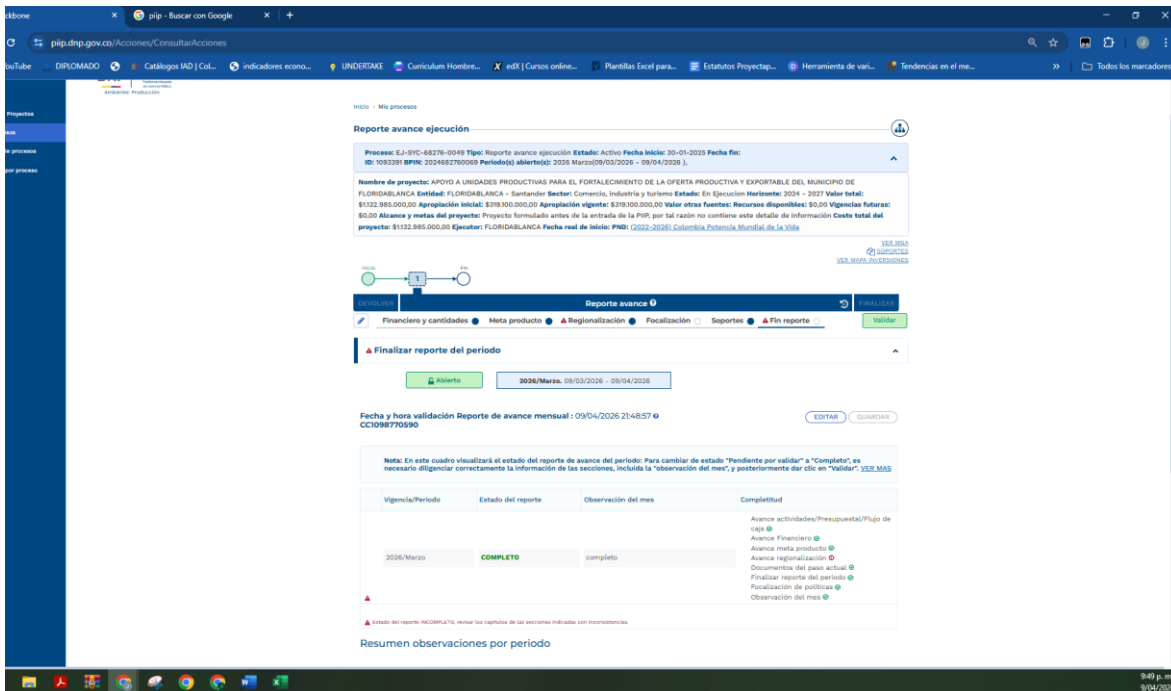 ckbone
piip - Buscar con Google
piip.dnp.gov.co/Acciones/ConsultarAcciones
ouTube DIPLOMADO Catálogos IAD | Col... indicadores econo... UNDERTAKE Curriculum Hombre... edX | Cursos online... Plantillas Excel para... Estatutos Proyectap... Herramienta de vari... Tendencias en el me... » Todos los marcadores
Ambiente Producción
Proyectos
esos
de procesos
por proceso
Inicio > Mis procesos
Reporte avance ejecución
Proceso: EJ-SYC-68276-0049 Tipo: Reporte avance ejecución Estado: Activo Fecha inicio: 30-01-2025 Fecha fin:
ID: 1093391 BPIN: 2024682760069 Periodo(s) abierto(s): 2026 Marzo(09/03/2026 - 09/04/2026 ),
Nombre de proyecto: APOYO A UNIDADES PRODUCTIVAS PARA EL FORTALECIMIENTO DE LA OFERTA PRODUCTIVA Y EXPORTABLE DEL MUNICIPIO DE
FLORIDABLANCA Entidad: FLORIDABLANCA - Santander Sector: Comercio, industria y turismo Estado: En Ejecucion Horizonte: 2024 - 2027 Valor total:
$1.132.985.000,00 Apropiación inicial: $319.100.000,00 Apropiación vigente: $319.100.000,00 Valor otras fuentes: Recursos disponibles: $0,00 Vigencias futuras:
$0,00 Alcance y metas del proyecto: Proyecto formulado antes de la entrada de la PIIP, por tal razón no contiene este detalle de información Costo total del
proyecto: $1.132.985.000,00 Ejecutor: FLORIDABLANCA Fecha real de inicio: PND: (2022-2026) Colombia Potencia Mundial de la Vida
VER MGA
SOPORTES
VER MAPA INVERSIONES
Inicio
Fin
1
DEVOLVER Reporte avance FINALIZAR
Financiero y cantidades Meta producto Regionalización Focalización Soportes Fin reporte Validar
Finalizar reporte del periodo
Abierto 2026/Marzo. 09/03/2026 - 09/04/2026
Fecha y hora validación Reporte de avance mensual : 09/04/2026 21:48:57
CC1098770590
EDITAR GUARDAR
Nota: En este cuadro visualizará el estado del reporte de avance del periodo: Para cambiar de estado "Pendiente por validar" a "Completo", es
necesario diligenciar correctamente la información de las secciones, incluida la "observación del mes", y posteriormente dar clic en "Validar". VER MAS
Vigencia/Periodo Estado del reporte Observación del mes Completitud
2026/Marzo COMPLETO completo
Avance actividades/Presupuestal/Flujo de
caja
Avance Financiero
Avance meta producto
Avance regionalización
Documentos del paso actual
Finalizar reporte del periodo
Focalización de políticas
Observación del mes
Estado del reporte INCOMPLETO, revisar los capítulos de las secciones indicadas con inconsistencias.
Resumen observaciones por periodo
9:49 p. m.
9/04/202